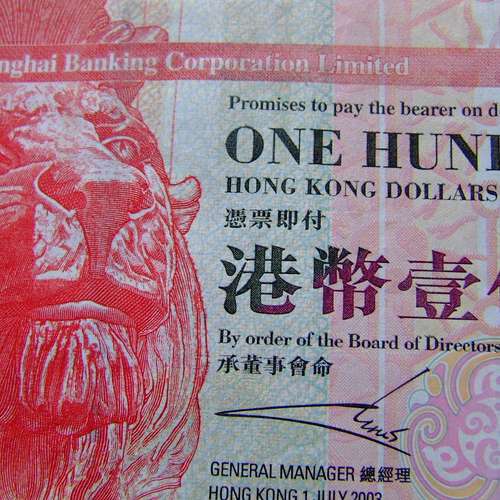 nghai Banking Corporation Limited
Promises to pay the bearer on d
ONE HUN
HONG KONG DOLLARS
憑票即付
港幣壹
By order of the Board of Directors
承董事會命
GENERAL MANAGER 總經理
HONG KONG 1 JULY 2003